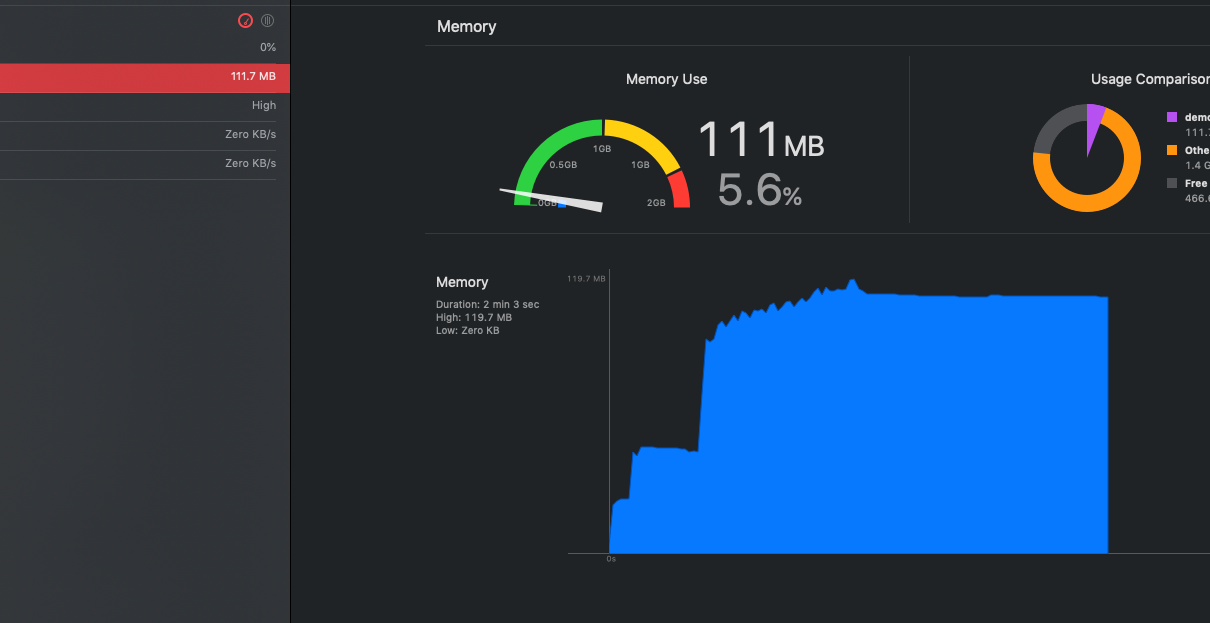 0%
111.7 MB
High
Zero KB/s
Zero KB/s
Memory
Memory Use
1GB
0.5GB
1GB
0GB
2GB
111MB
5.6%
Usage Comparison
demo
111.7
Othe
1.4 G
Free
466.6
Memory
Duration: 2 min 3 sec
High: 119.7 MB
Low: Zero KB
119.7 MB
0s